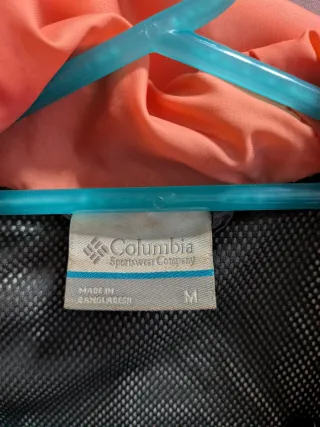 Columbia
Sportswear Company
MADE IN
BANGLADESH
M